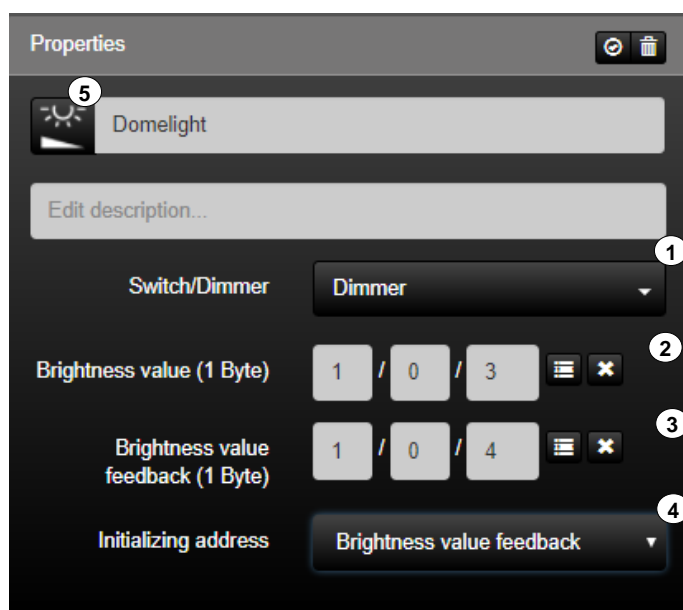 Properties
5
Domelight
Edit description...
1
Switch/Dimmer Dimmer
2
Brightness value (1 Byte) 1 / 0 / 3
3
Brightness value
feedback (1 Byte) 1 / 0 / 4
4
Initializing address Brightness value feedback